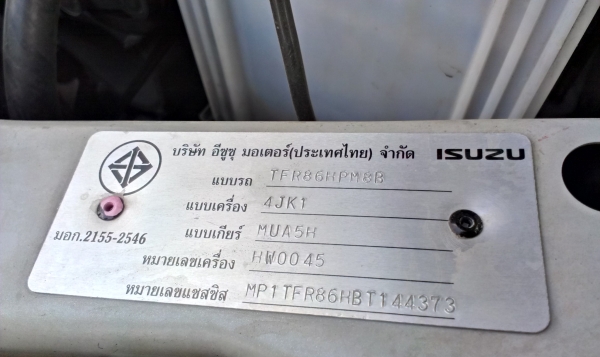 บริษัท อีซูซุ มอเตอร์(ประเทศไทย) จำกัด ISUZU
แบบรถ TFR86HPM8B
แบบเครื่อง 4JK1
มอก.2155-2546 แบบเกียร์ MUA5H
หมายเลขเครื่อง HW0045
หมายเลขแชสซิส MP1TFR86HBT144373